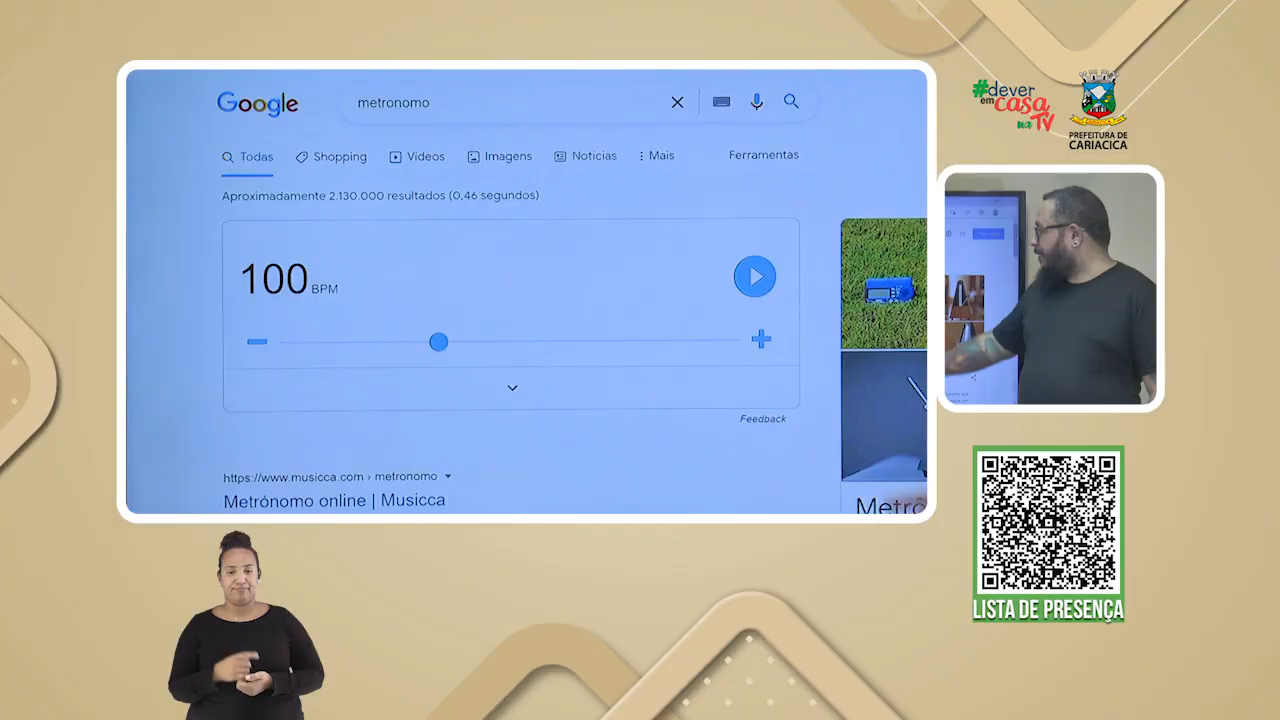 Google
metronomo
Todas
Shopping
Videos
Imagens
Noticias
Mais
Ferramentas
Aproximadamente 2.130.000 resultados (0,46 segundos)
100 BPM
Feedback
https://www.musicca.com › metronomo
Metrónomo online | Musicca
Metrô
#dever
em casa
na TV
PREFEITURA DE
CARIACICA
LISTA DE PRESENÇA